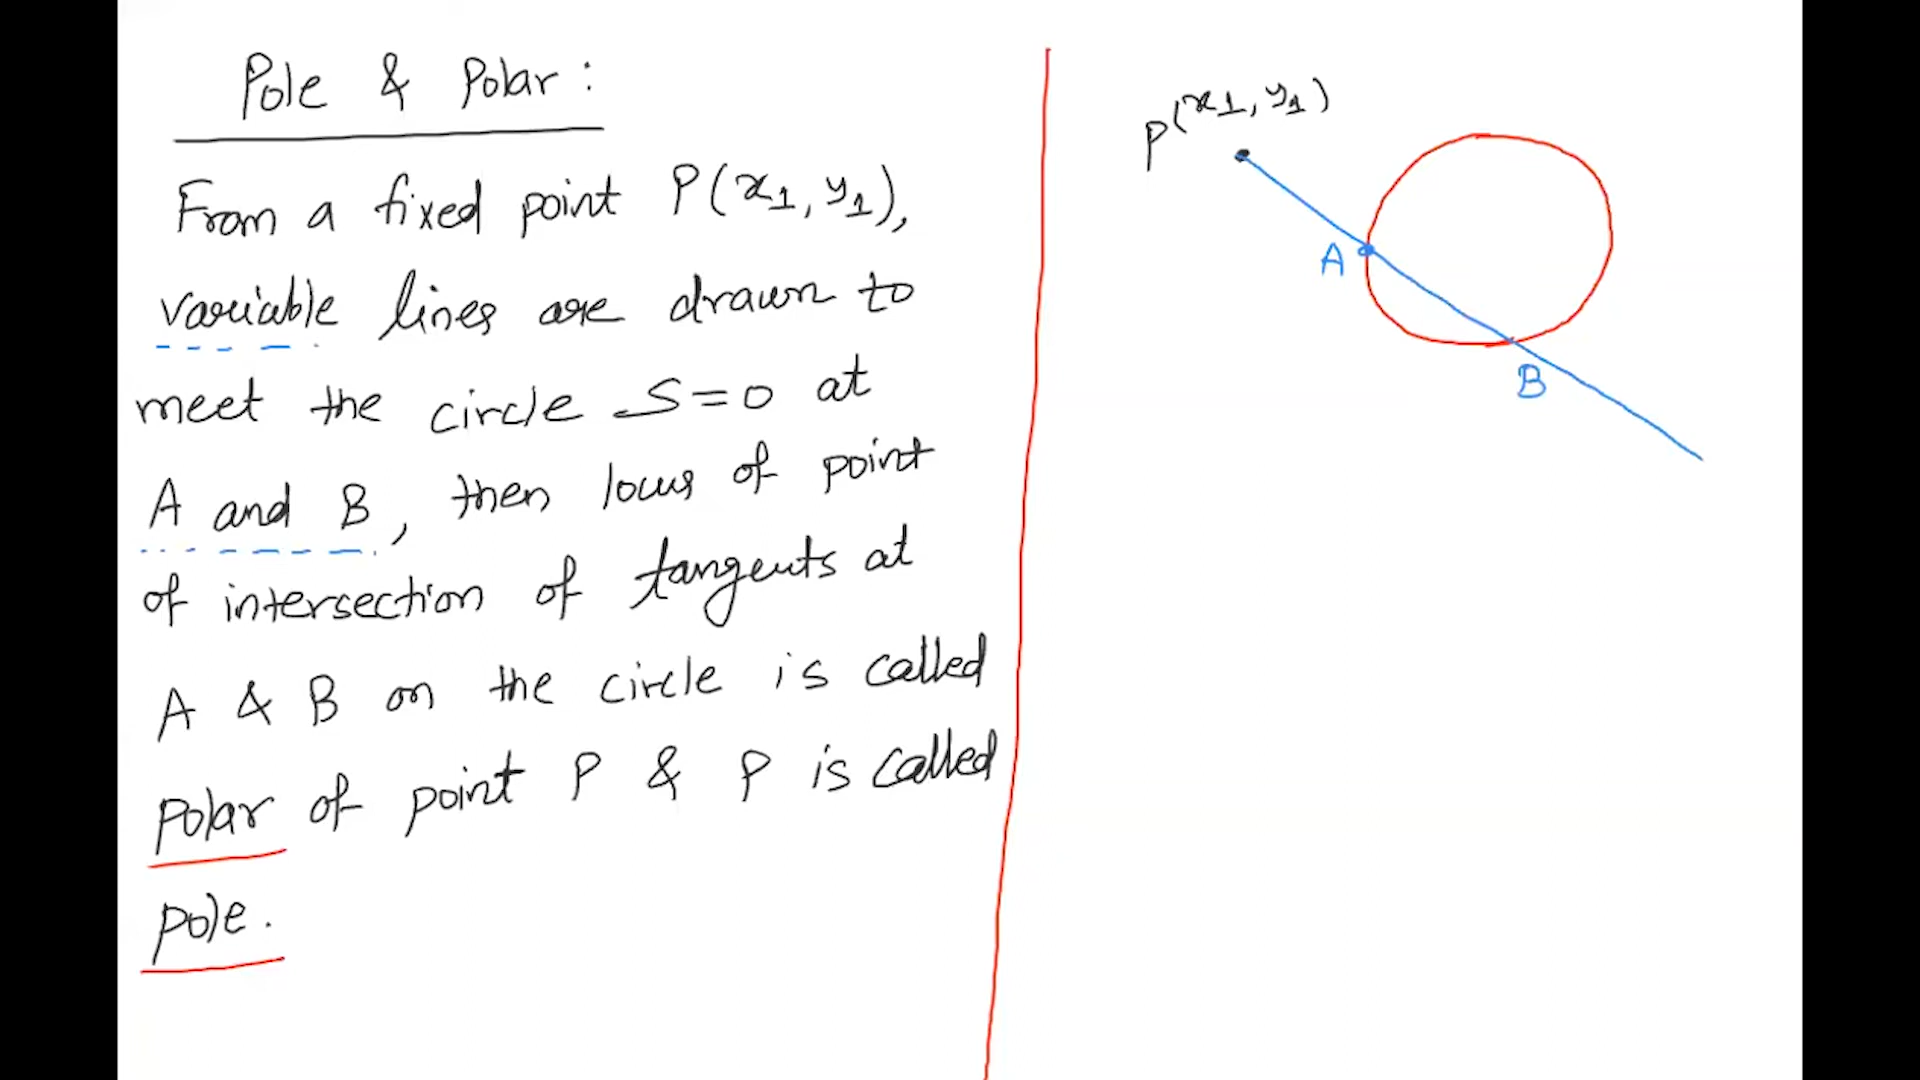 Pole & Polar :
From a fixed point P(x1, y1),
variable lines are drawn to
meet the circle S=0 at
A and B, then locus of point
of intersection of tangents at
A & B on the circle is called
polar of point P & P is called
pole.
P(x1, y1)
A
B